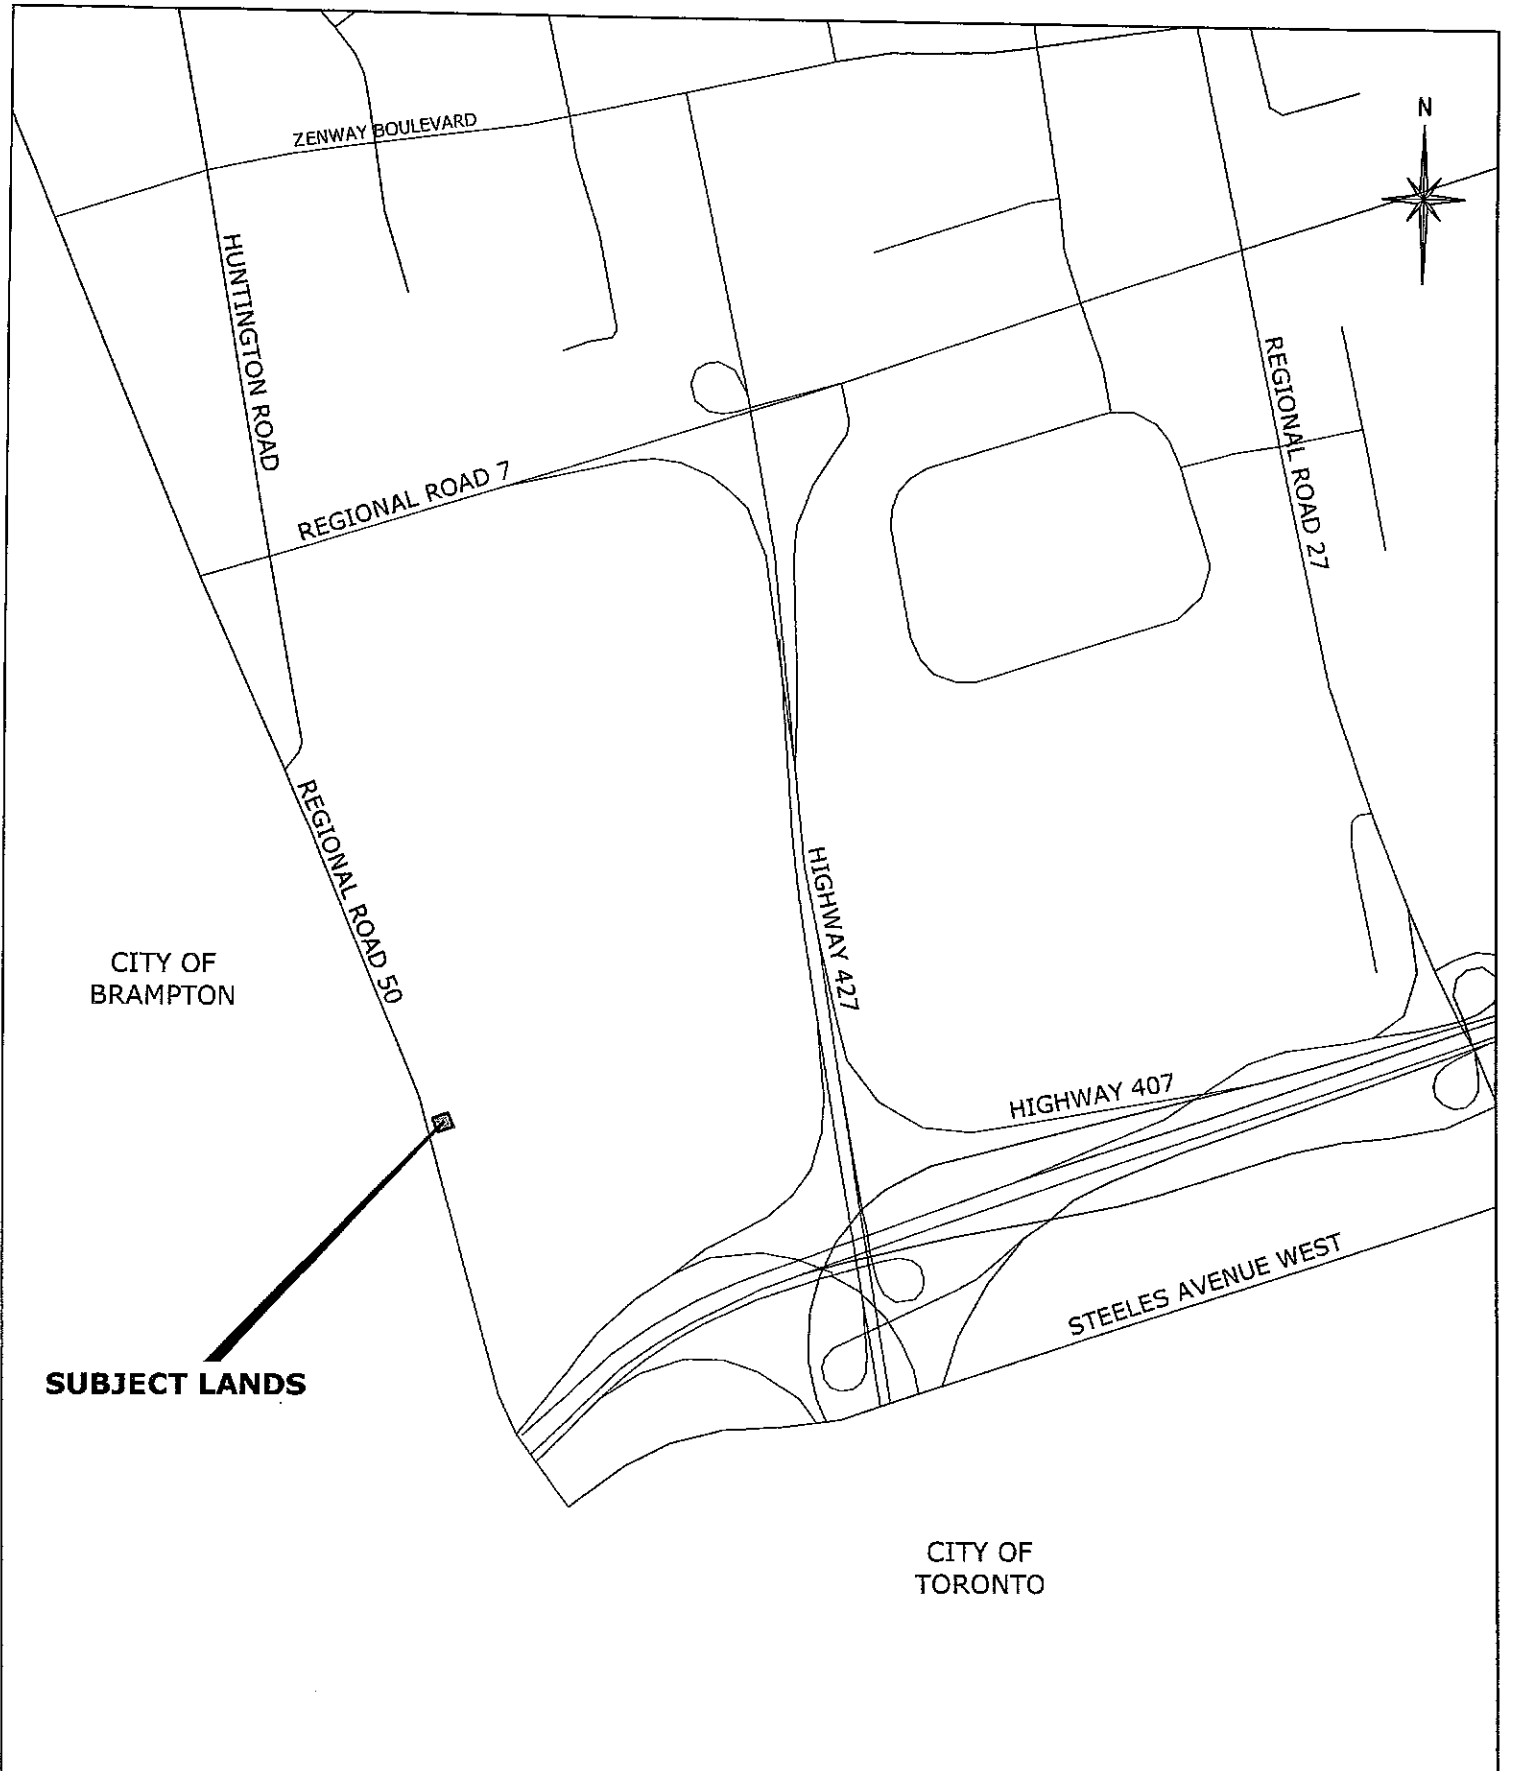 N
ZENWAY BOULEVARD
HUNTINGTON ROAD
REGIONAL ROAD 27
REGIONAL ROAD 7
REGIONAL ROAD 50
HIGHWAY 427
CITY OF
BRAMPTON
HIGHWAY 407
STEELES AVENUE WEST
SUBJECT LANDS
CITY OF
TORONTO